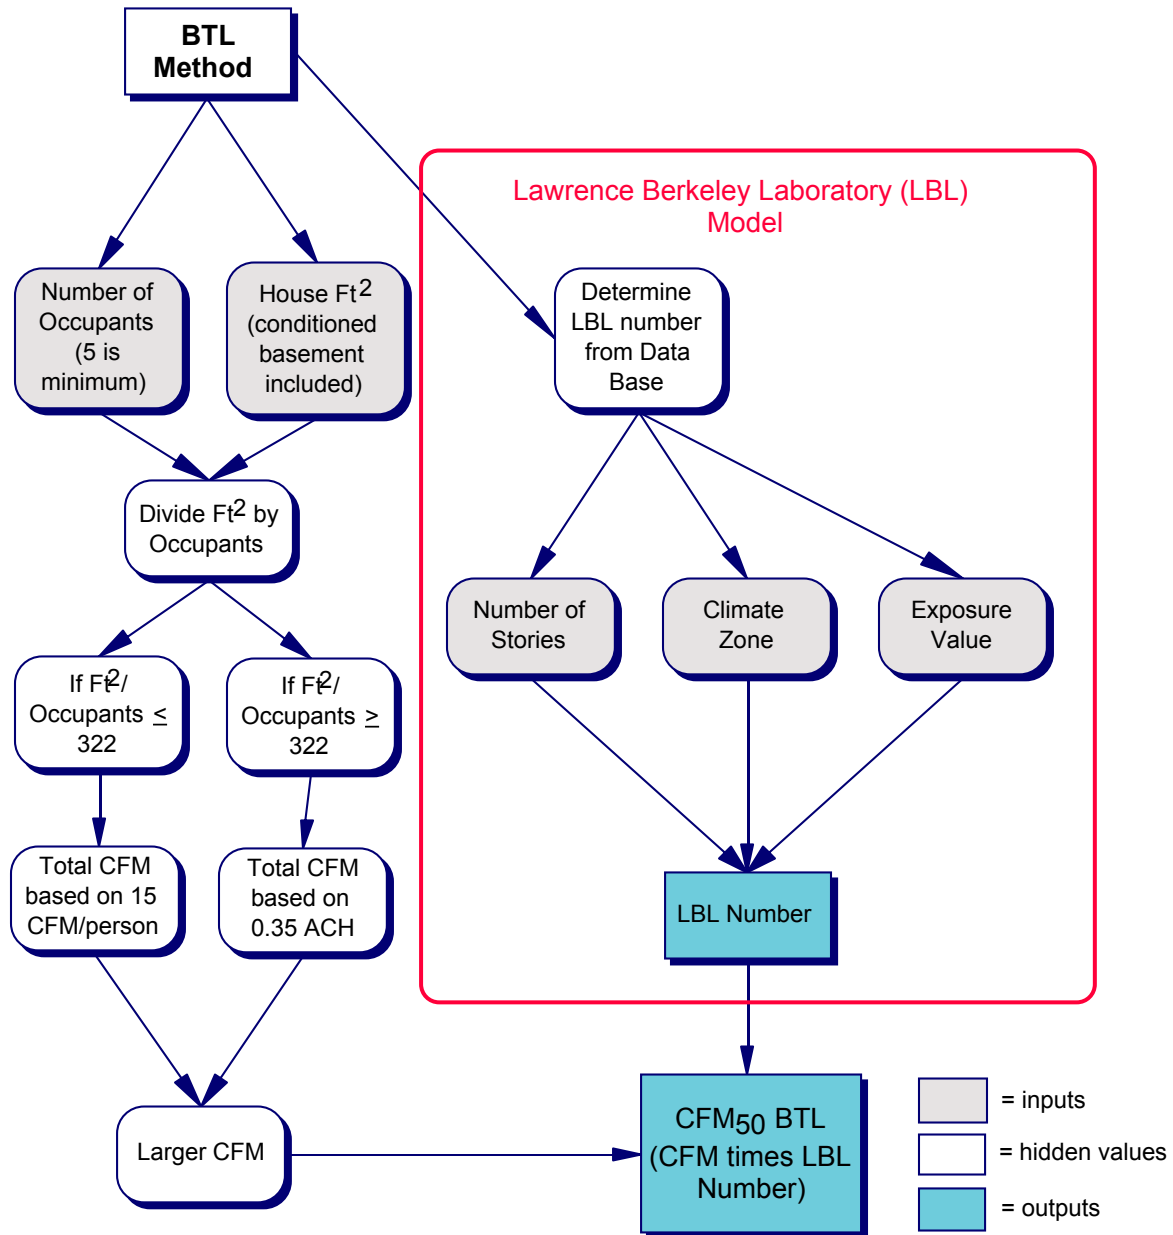 BTL
Method
Lawrence Berkeley Laboratory (LBL)
Model
Number of
Occupants
(5 is
minimum)
House Ft2
(conditioned
basement
included)
Determine
LBL number
from Data
Base
Divide Ft2 by
Occupants
Number of
Stories
Climate
Zone
Exposure
Value
If Ft2/
Occupants ≤
322
If Ft2/
Occupants ≥
322
Total CFM
based on 15
CFM/person
Total CFM
based on
0.35 ACH
LBL Number
Larger CFM
CFM50 BTL
(CFM times LBL
Number)
= inputs
= hidden values
= outputs